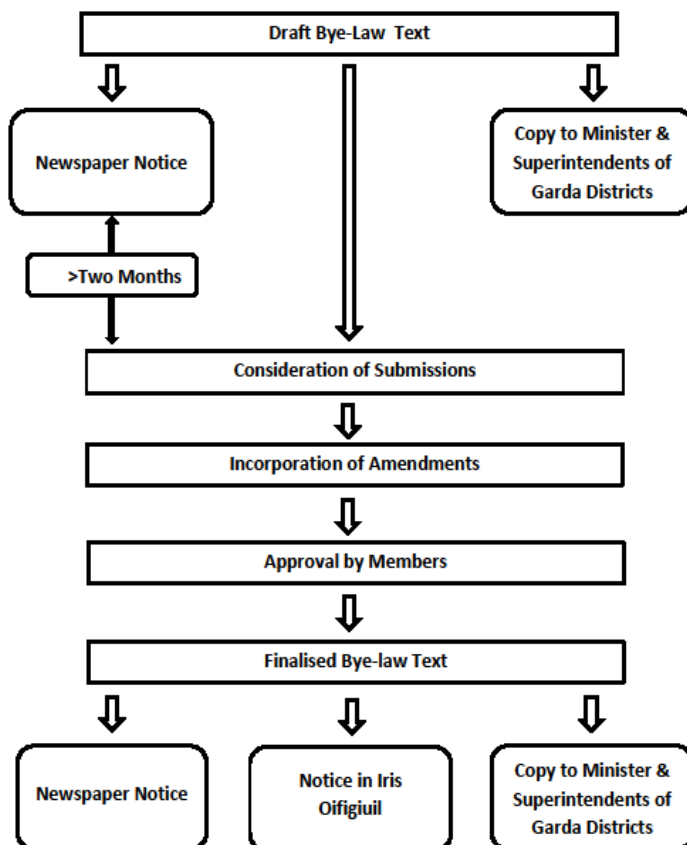 Draft Bye-Law Text
Newspaper Notice
Copy to Minister &
Superintendents of
Garda Districts
>Two Months
Consideration of Submissions
Incorporation of Amendments
Approval by Members
Finalised Bye-law Text
Newspaper Notice
Notice in Iris
Oifigiuil
Copy to Minister &
Superintendents of
Garda Districts